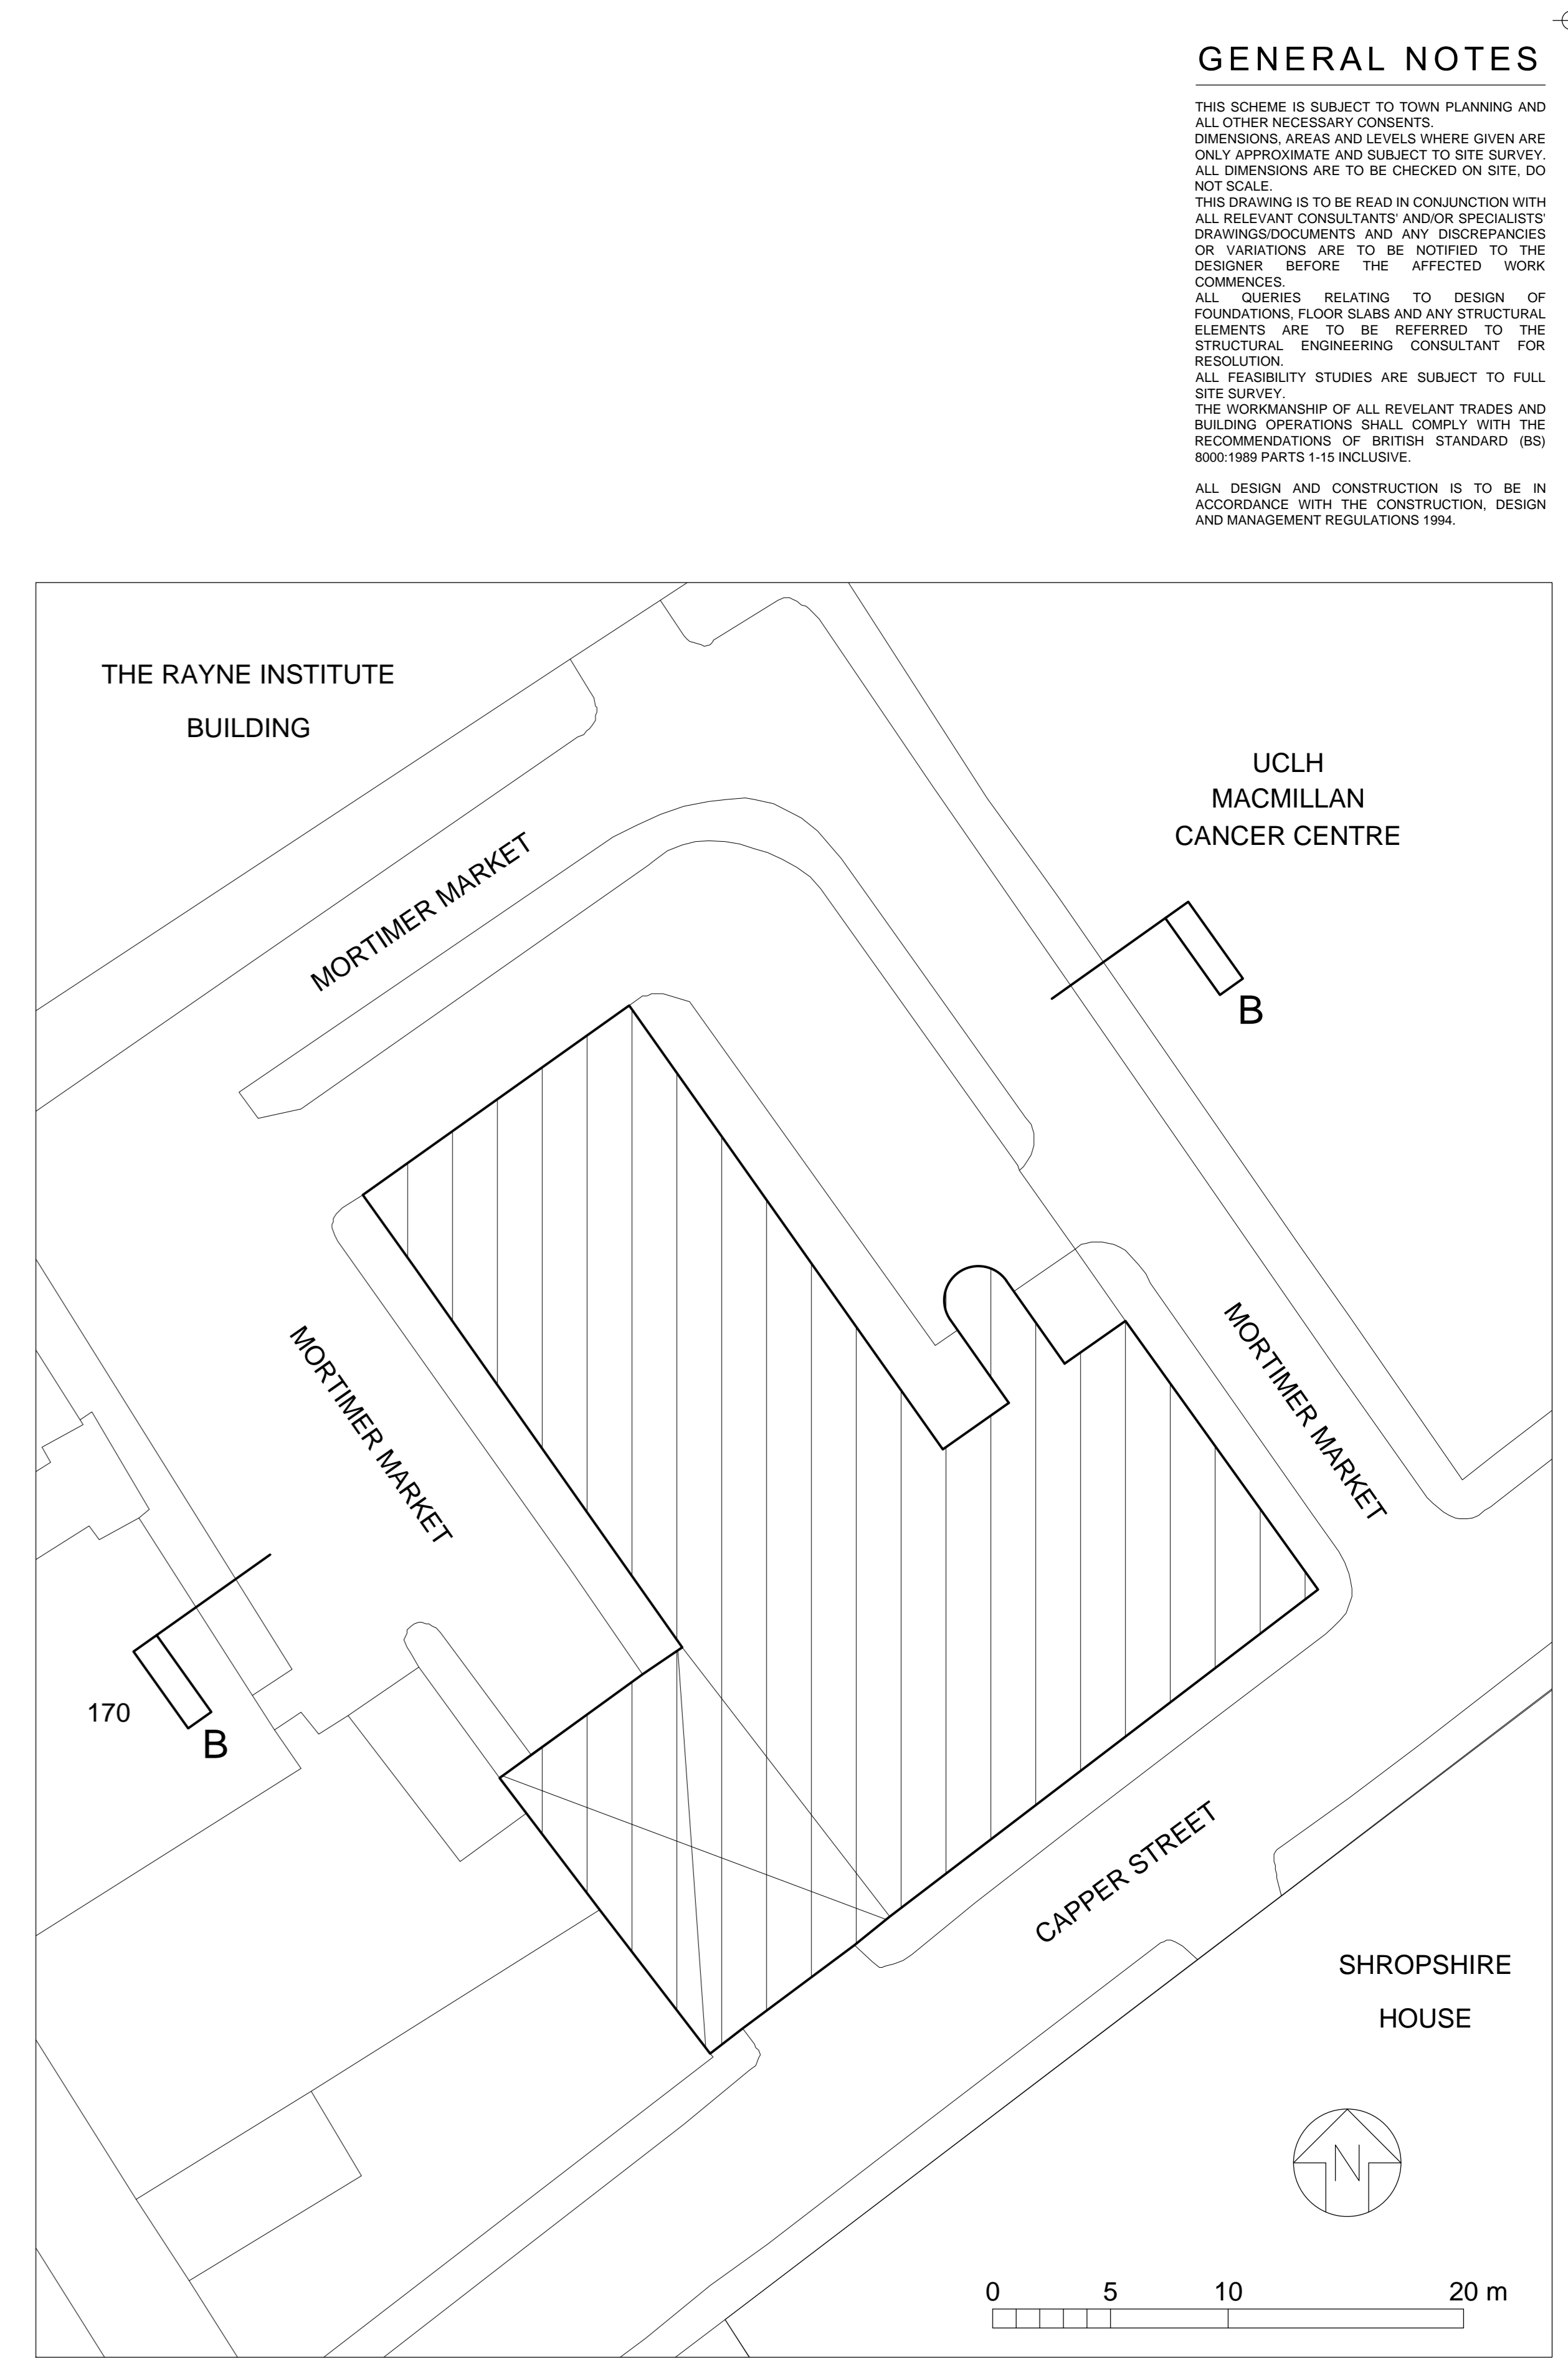 GENERAL NOTES
THIS SCHEME IS SUBJECT TO TOWN PLANNING AND
ALL OTHER NECESSARY CONSENTS.
DIMENSIONS, AREAS AND LEVELS WHERE GIVEN ARE
ONLY APPROXIMATE AND SUBJECT TO SITE SURVEY.
ALL DIMENSIONS ARE TO BE CHECKED ON SITE, DO
NOT SCALE.
THIS DRAWING IS TO BE READ IN CONJUNCTION WITH
ALL RELEVANT CONSULTANTS' AND/OR SPECIALISTS'
DRAWINGS/DOCUMENTS AND ANY DISCREPANCIES
OR VARIATIONS ARE TO BE NOTIFIED TO THE
DESIGNER BEFORE THE AFFECTED WORK
COMMENCES.
ALL QUERIES RELATING TO DESIGN OF
FOUNDATIONS, FLOOR SLABS AND ANY STRUCTURAL
ELEMENTS ARE TO BE REFERRED TO THE
STRUCTURAL ENGINEERING CONSULTANT FOR
RESOLUTION.
ALL FEASIBILITY STUDIES ARE SUBJECT TO FULL
SITE SURVEY.
THE WORKMANSHIP OF ALL REVELANT TRADES AND
BUILDING OPERATIONS SHALL COMPLY WITH THE
RECOMMENDATIONS OF BRITISH STANDARD (BS)
8000:1989 PARTS 1-15 INCLUSIVE.
ALL DESIGN AND CONSTRUCTION IS TO BE IN
ACCORDANCE WITH THE CONSTRUCTION, DESIGN
AND MANAGEMENT REGULATIONS 1994.
THE RAYNE INSTITUTE
BUILDING
UCLH
MACMILLAN
CANCER CENTRE
MORTIMER MARKET
B
MORTIMER MARKET
MORTIMER MARKET
170
B
CAPPER STREET
SHROPSHIRE
HOUSE
N
0 5 10 20 m